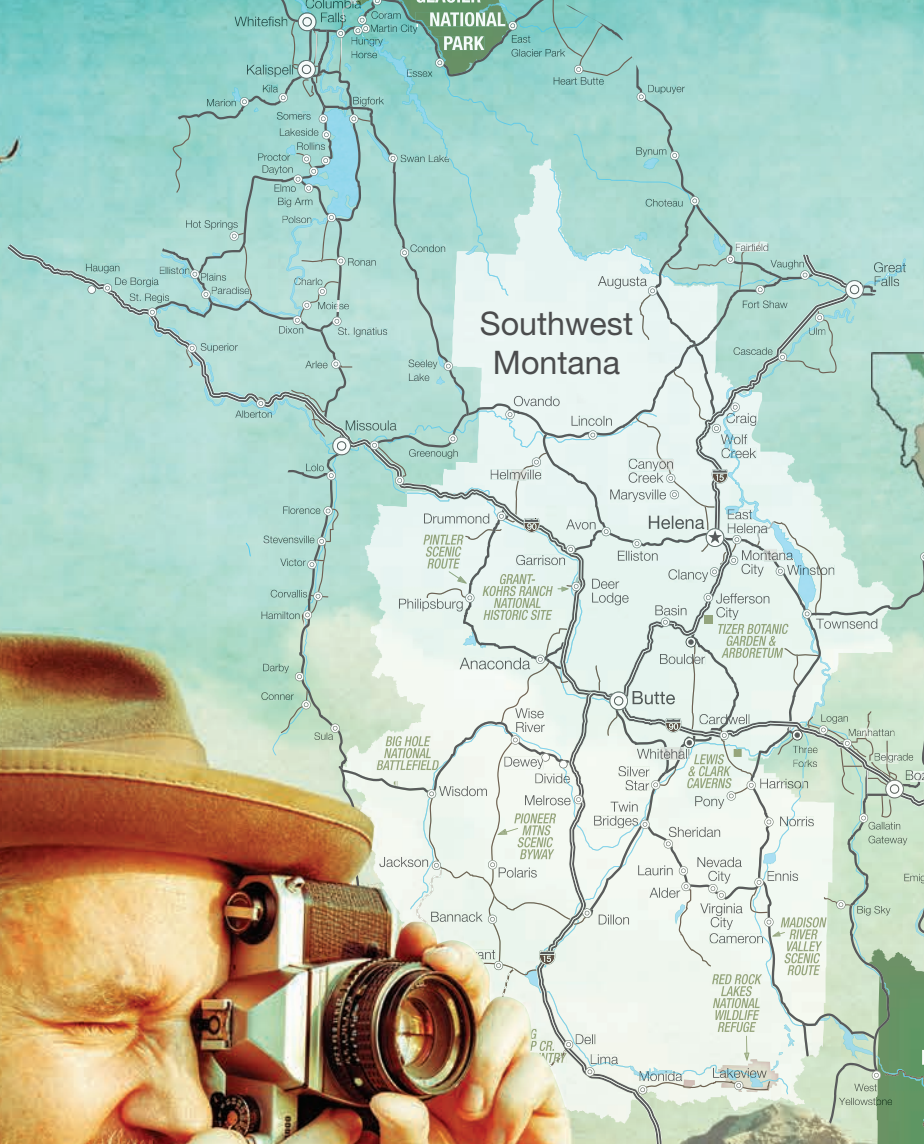 Columbia
Falls
Whitefish
Coram
Martin City
Hungry
Horse
NATIONAL
PARK
East
Glacier Park
Essex
Heart Butte
Kalispell
Kila
Marion
Bigfork
Somers
Lakeside
Rollins
Proctor
Dayton
Elmo
Big Arm
Polson
Swan Lake
Dupuyer
Bynum
Choteau
Hot Springs
Ronan
Condon
Fairfield
Vaughn
Great
Falls
Haugan
De Borgia
St. Regis
Elliston
Plains
Paradise
Charlo
Moiese
Dixon
St. Ignatius
Augusta
Fort Shaw
Ulm
Southwest
Montana
Superior
Arlee
Seeley
Lake
Cascade
Alberton
Missoula
Ovando
Lincoln
Craig
Wolf
Creek
Greenough
Lolo
Helmville
Canyon
Creek
Marysville
15
Florence
Drummond
90
Avon
Helena
East
Helena
Stevensville
PINTLER
SCENIC
ROUTE
Garrison
Elliston
Montana
City
Victor
Clancy
Winston
GRANT-
KOHRS RANCH
NATIONAL
HISTORIC SITE
Deer
Lodge
Corvallis
Philipsburg
Jefferson
City
Basin
Hamilton
Townsend
TIZER BOTANIC
GARDEN &
ARBORETUM
Boulder
Anaconda
Darby
Conner
Butte
Sula
Wise
River
90
Cardwell
Logan
Manhattan
BIG HOLE
NATIONAL
BATTLEFIELD
Whitehall
Three
Forks
Belgrade
Dewey
Divide
LEWIS
& CLARK
CAVERNS
Silver
Star
Boz
Wisdom
Melrose
Harrison
Pony
Twin
Bridges
Norris
Gallatin
Gateway
PIONEER
MTNS
SCENIC
BYWAY
Sheridan
Jackson
Polaris
Laurin
Nevada
City
Ennis
Emig
Alder
Virginia
City
Bannack
Dillon
Big Sky
Cameron
MADISON
RIVER
VALLEY
SCENIC
ROUTE
ant
15
RED ROCK
LAKES
NATIONAL
WILDLIFE
REFUGE
G
P CR.
NTRY
Dell
Lima
Monida
Lakeview
West
Yellowstone